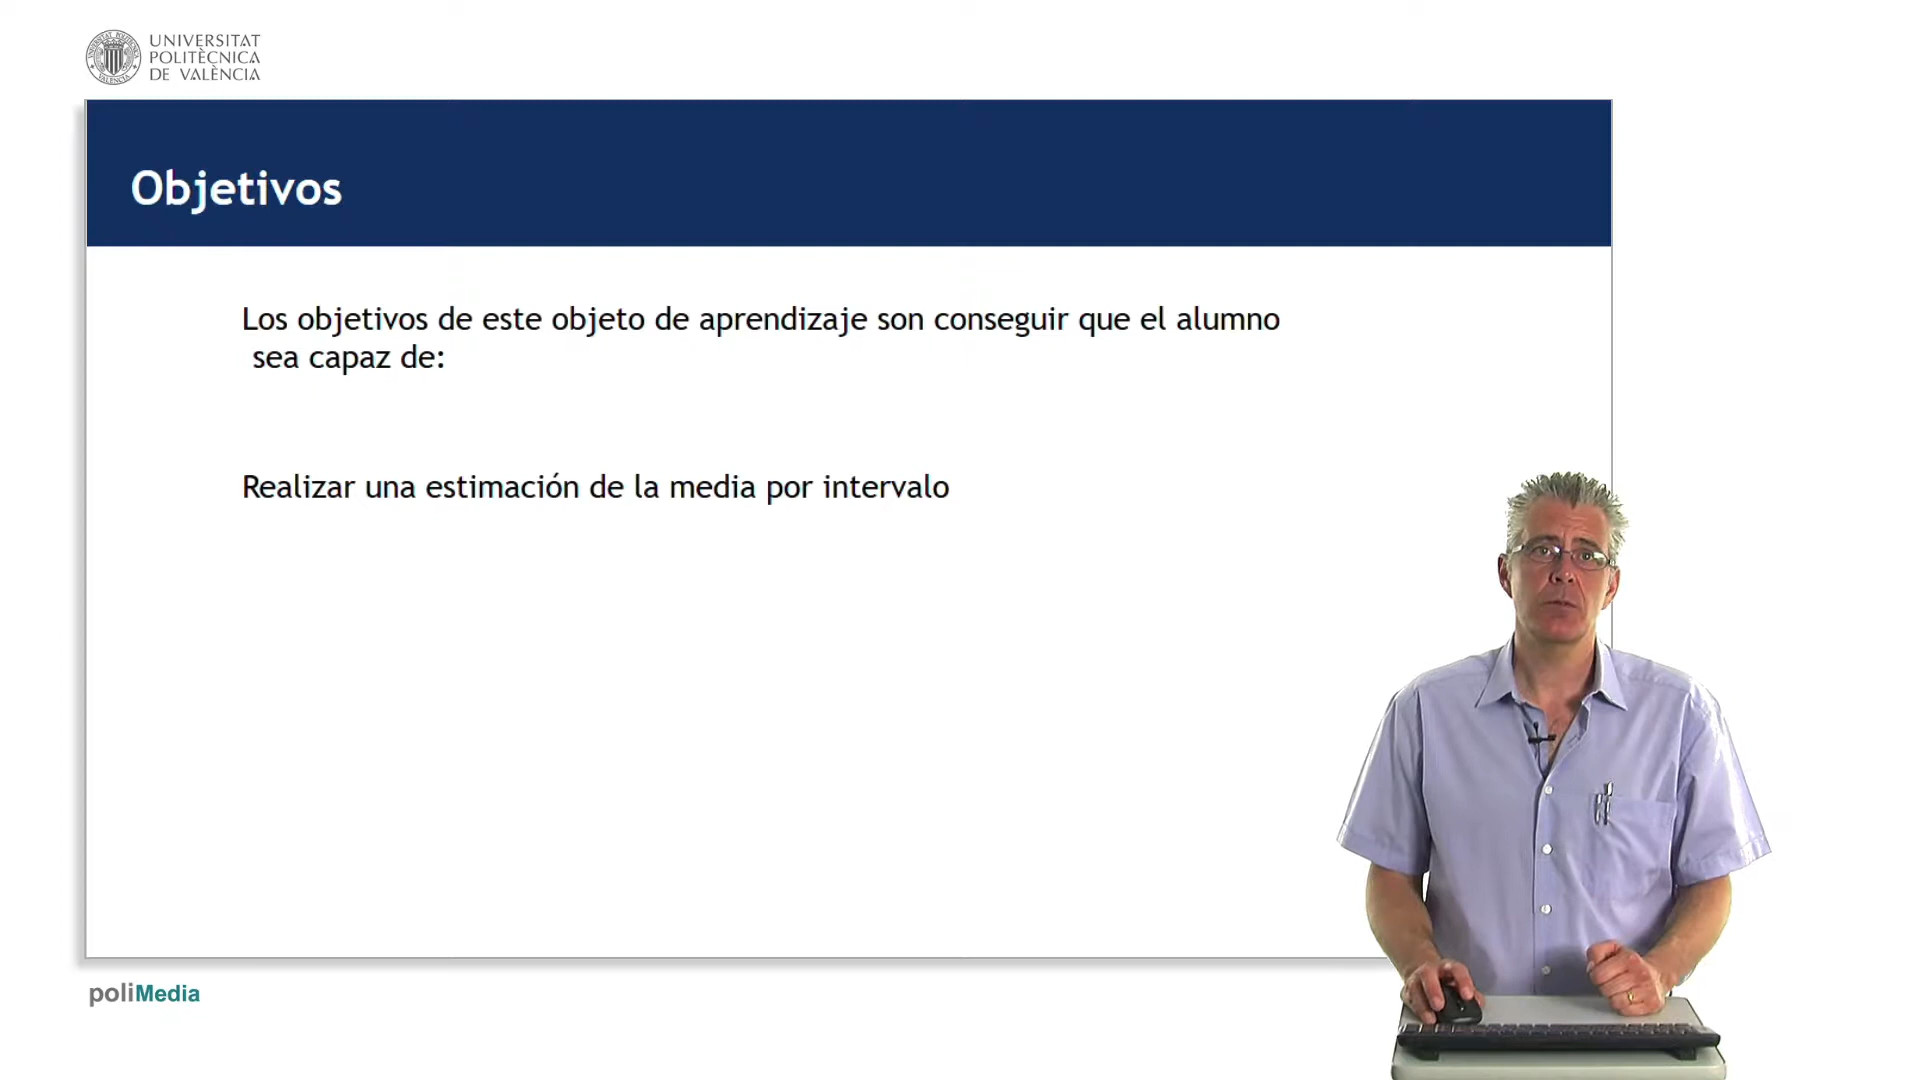 UNIVERSITAT
POLITÈCNICA
DE VALÈNCIA
Objetivos
Los objetivos de este objeto de aprendizaje son conseguir que el alumno
sea capaz de:
Realizar una estimación de la media por intervalo
poliMedia